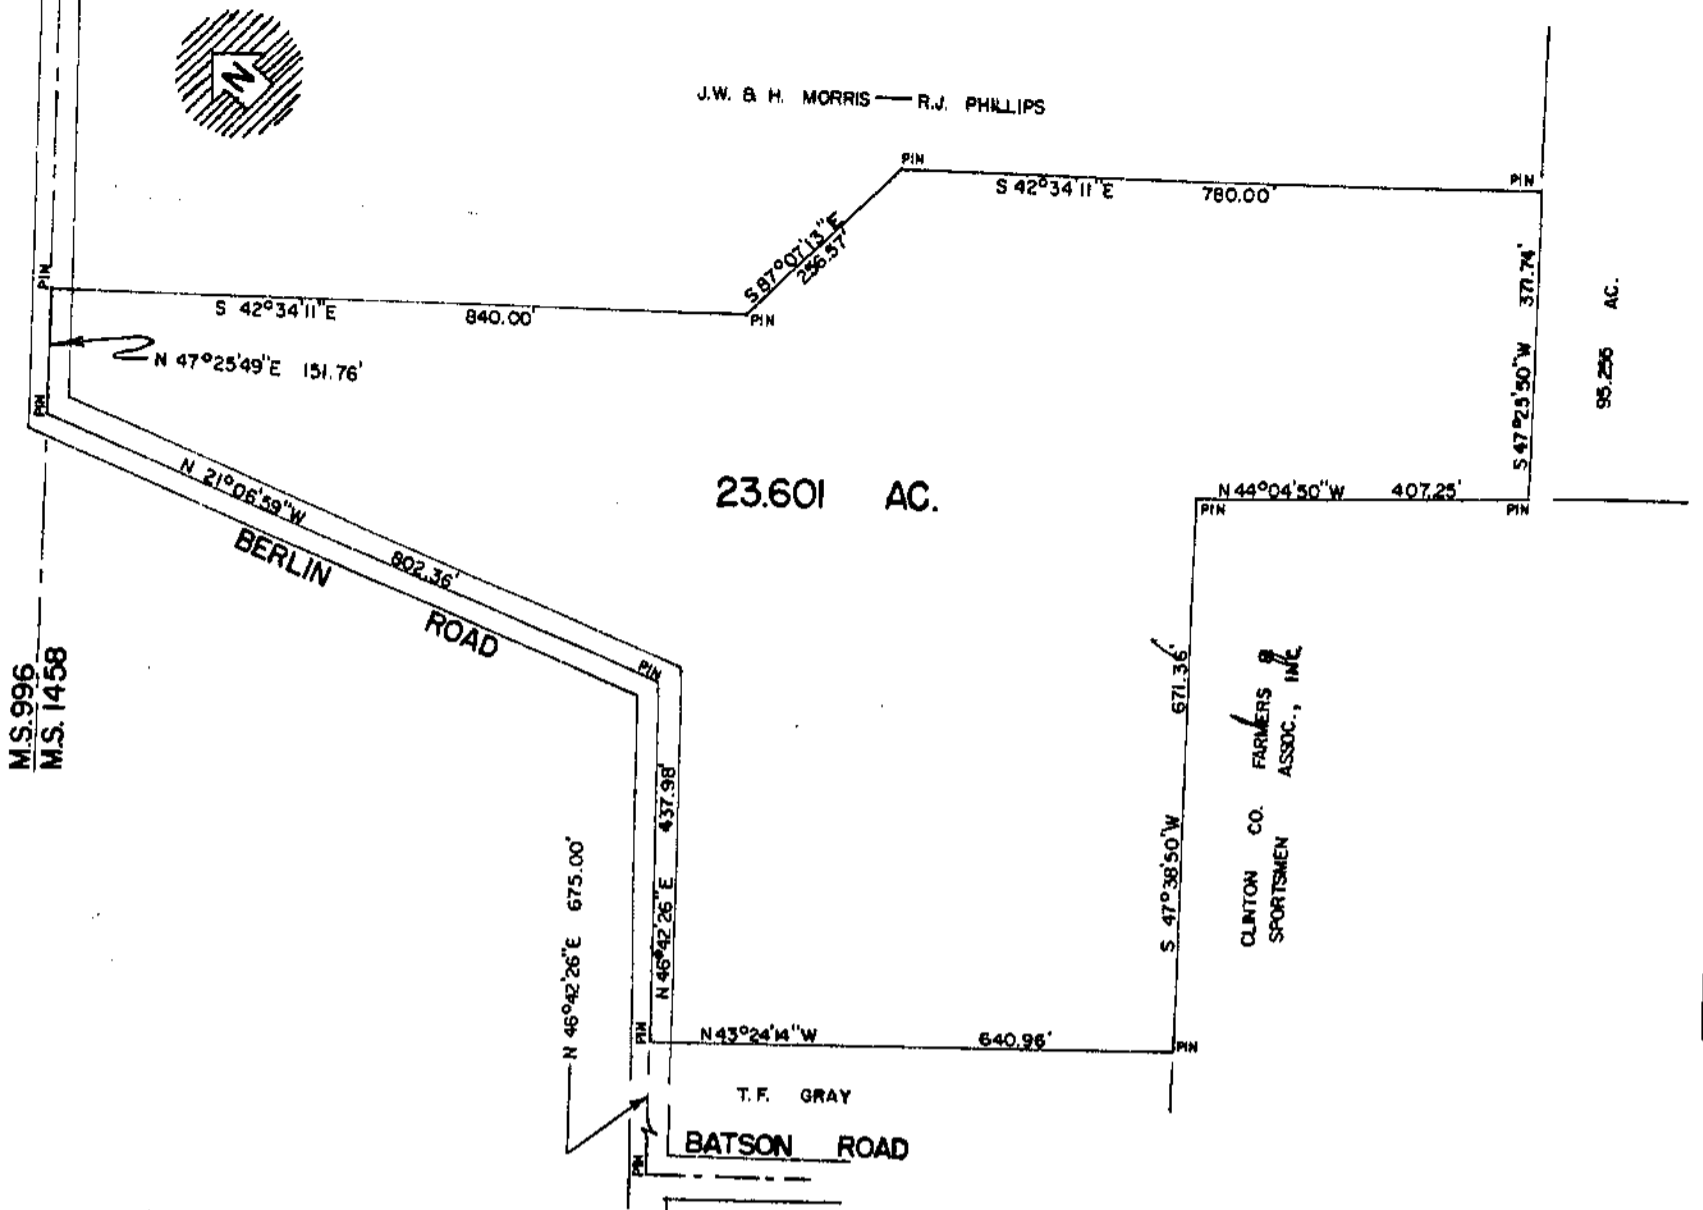 N
J.W. & H. MORRIS — R.J. PHILLIPS
PIN
S 42°34'11"E 780.00'
PIN
S 87°07'13"E
256.57'
PIN
PIN
S 42°34'11"E 840.00'
N 47°25'49"E 151.76'
PIN
S 47°25'50"W 371.74'
95.256 AC.
N 21°06'59"W 802.36'
BERLIN ROAD
23.601 AC.
N 44°04'50"W 407.25'
PIN
PIN
M.S. 996
M.S. 1458
PIN
N 46°42'26"E 437.98'
N 46°42'26"E 675.00'
S 47°38'50"W 671.36'
CLINTON CO. FARMERS &
SPORTSMEN ASSOC., INC.
PIN
N 43°24'14"W 640.96'
PIN
T.F. GRAY
BATSON ROAD
PIN